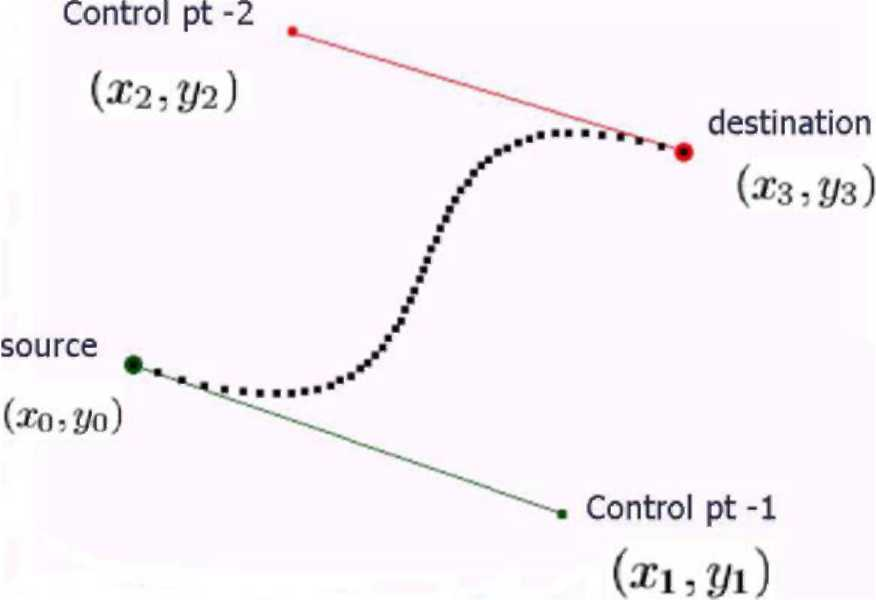 Control pt -2
(x₂, y₂)
destination
(x₃, y₃)
source
(x₀, y₀)
Control pt -1
(x₁, y₁)